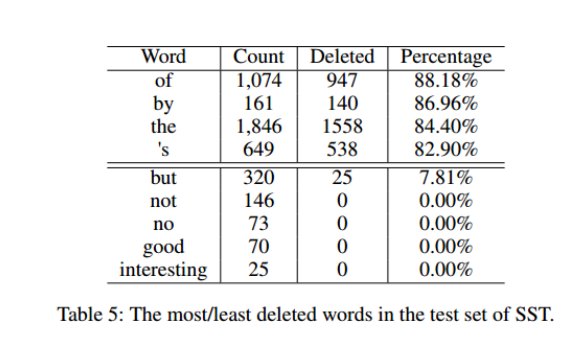 Word Count Deleted Percentage
of 1,074 947 88.18%
by 161 140 86.96%
the 1,846 1558 84.40%
's 649 538 82.90%
but 320 25 7.81%
not 146 0 0.00%
no 73 0 0.00%
good 70 0 0.00%
interesting 25 0 0.00%
Table 5: The most/least deleted words in the test set of SST.